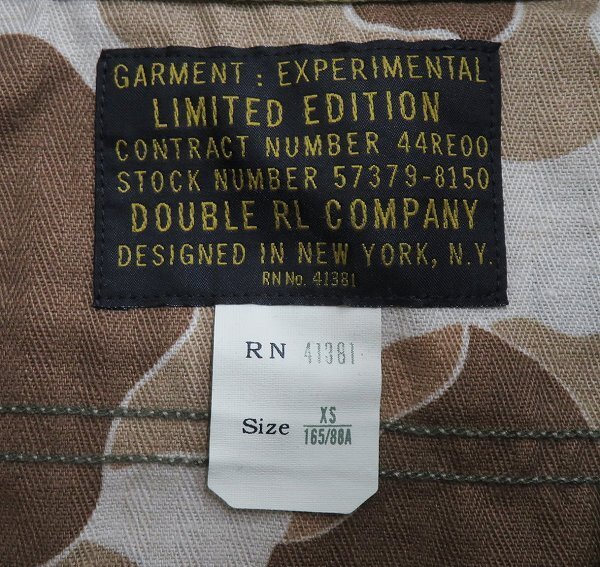 GARMENT : EXPERIMENTAL
LIMITED EDITION
CONTRACT NUMBER 44RE00
STOCK NUMBER 57379-8150
DOUBLE RL COMPANY
DESIGNED IN NEW YORK, N.Y.
RN No. 41381
RN 41381
Size XS
165/88A